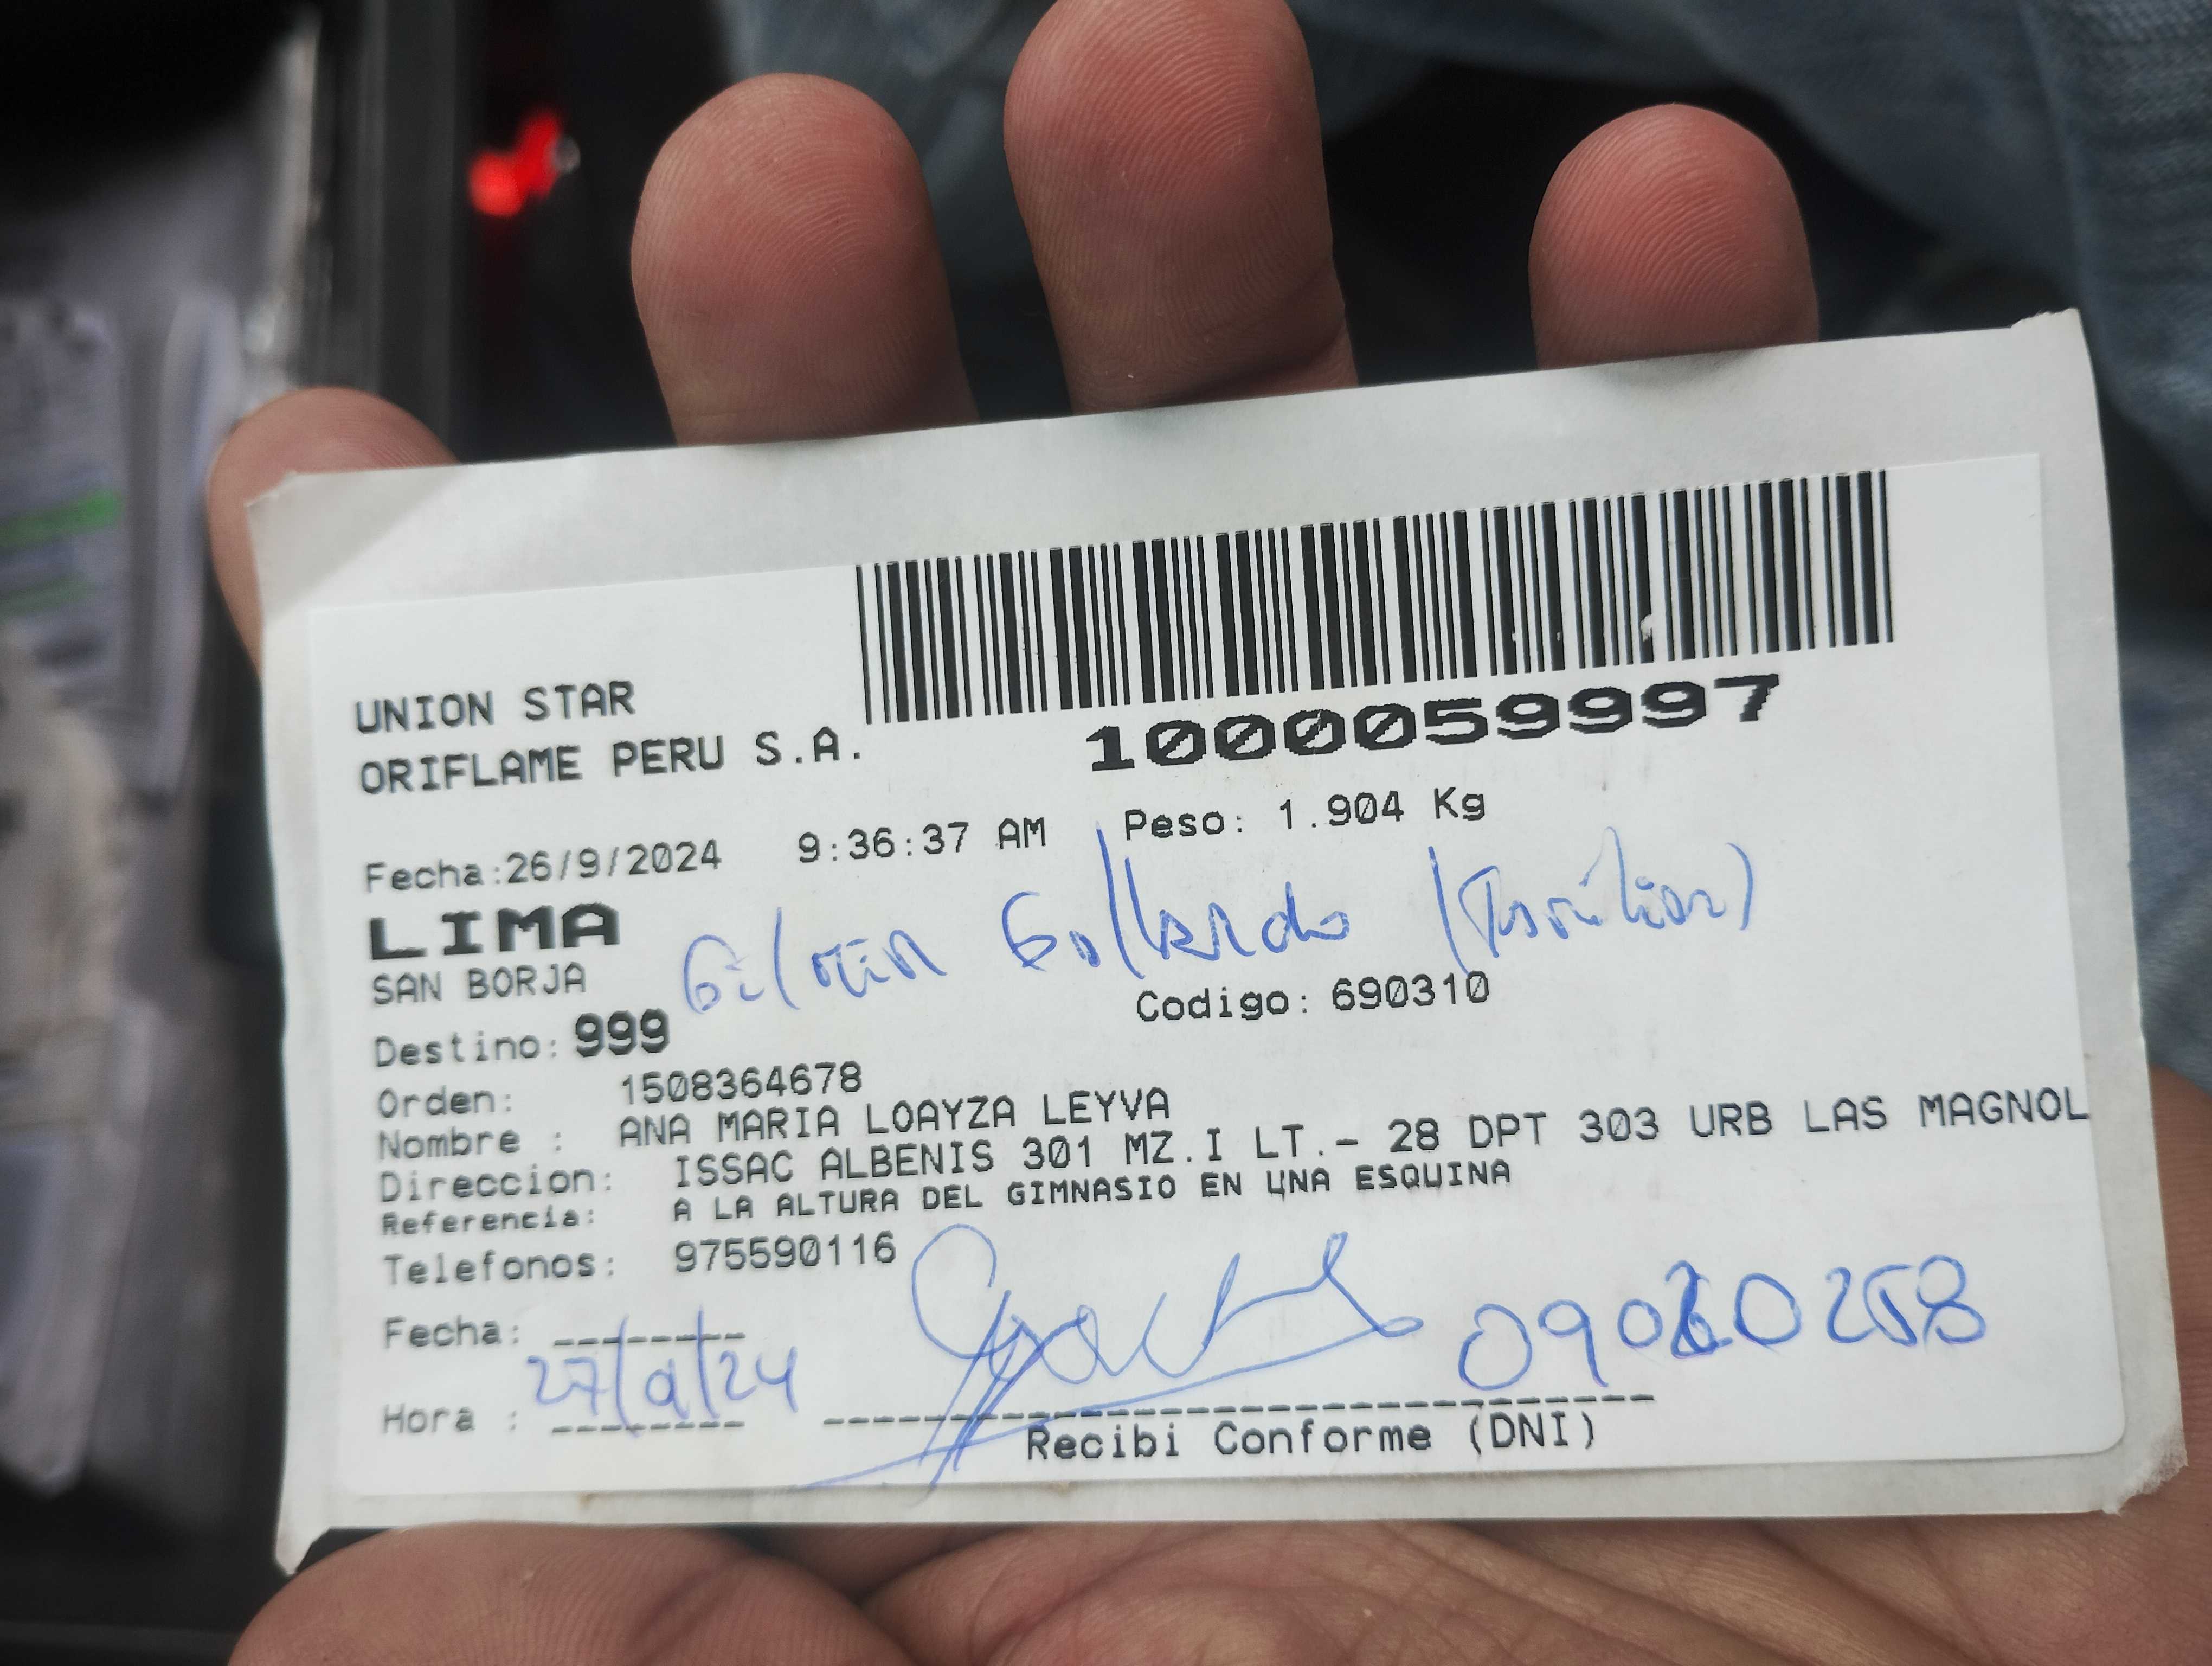 UNION STAR
ORIFLAME PERU S.A.
1000059997
Fecha:26/9/2024 9:36:37 AM Peso: 1.904 Kg
LIMA
SAN BORJA
Gallardo (Familiar)
Destino: 999 Codigo: 690310
Orden: 1508364678
Nombre : ANA MARIA LOAYZA LEYVA
Direccion: ISSAC ALBENIS 301 MZ.I LT.- 28 DPT 303 URB LAS MAGNOL
Referencia: A LA ALTURA DEL GIMNASIO EN UNA ESQUINA
Telefonos: 975590116
Fecha:
27/9/24
Hora :
Recibi Conforme (DNI)